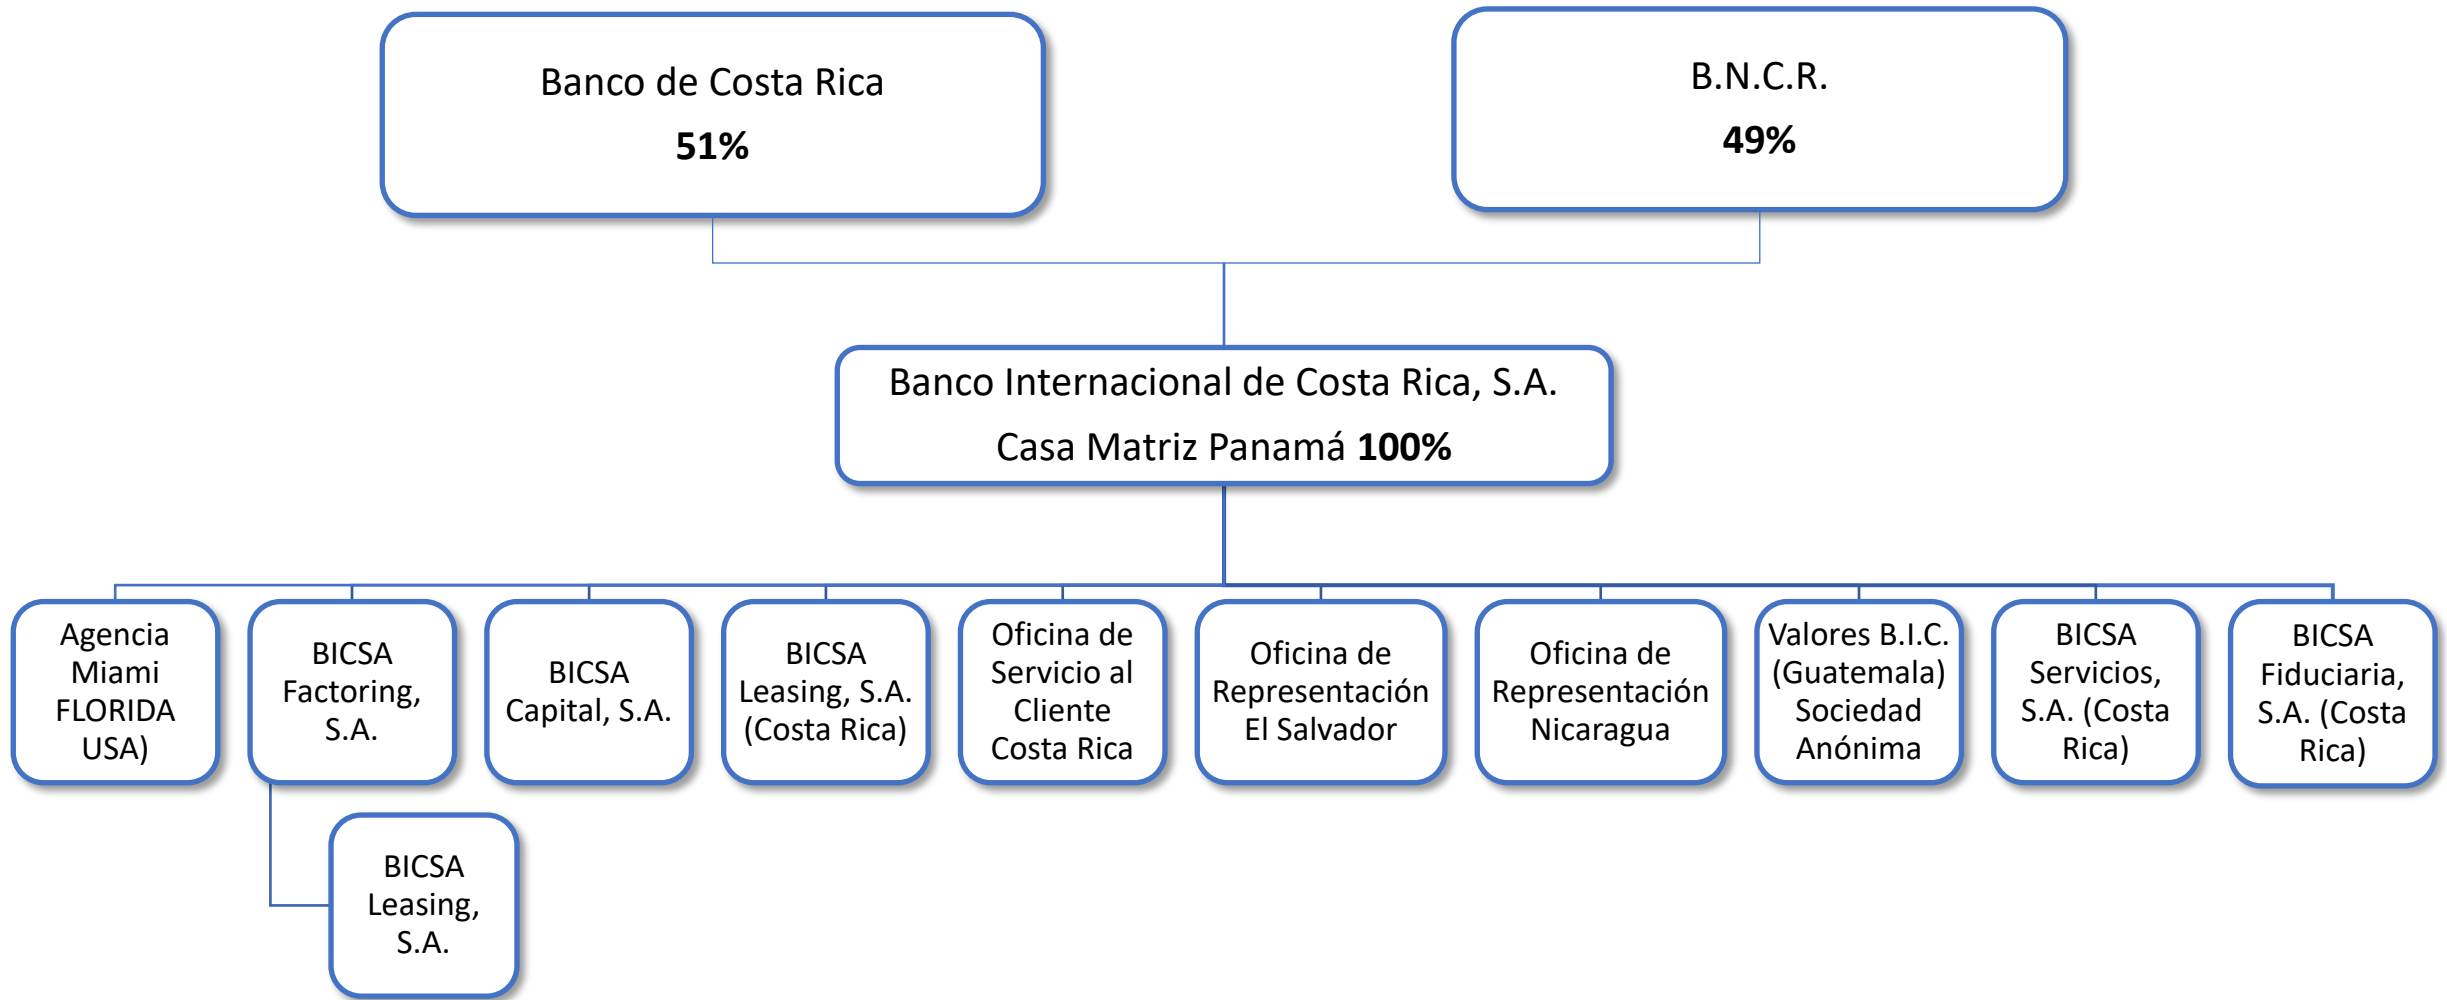 Banco de Costa Rica
51%
B.N.C.R.
49%
Banco Internacional de Costa Rica, S.A.
Casa Matriz Panamá 100%
Agencia
Miami
FLORIDA
USA)
BICSA
Factoring,
S.A.
BICSA
Capital, S.A.
BICSA
Leasing, S.A.
(Costa Rica)
Oficina de
Servicio al
Cliente
Costa Rica
Oficina de
Representación
El Salvador
Oficina de
Representación
Nicaragua
Valores B.I.C.
(Guatemala)
Sociedad
Anónima
BICSA
Servicios,
S.A. (Costa
Rica)
BICSA
Fiduciaria,
S.A. (Costa
Rica)
BICSA
Leasing,
S.A.